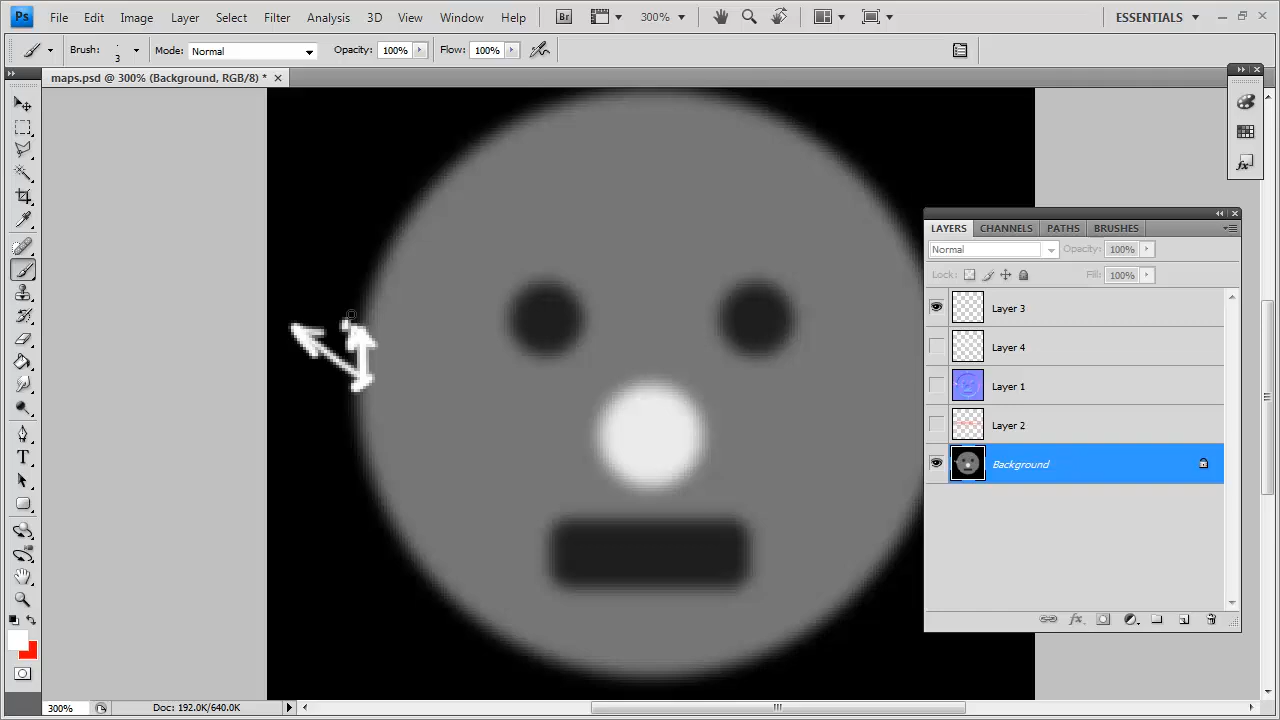 Ps File Edit Image Layer Select Filter Analysis 3D View Window Help Br 300% ESSENTIALS
Brush: 3 Mode: Normal Opacity: 100% Flow: 100%
maps.psd @ 300% (Background, RGB/8) *
LAYERS CHANNELS PATHS BRUSHES
Normal Opacity: 100%
Lock: Fill: 100%
Layer 3
Layer 4
Layer 1
Layer 2
Background
300% Doc: 192.0K/640.0K